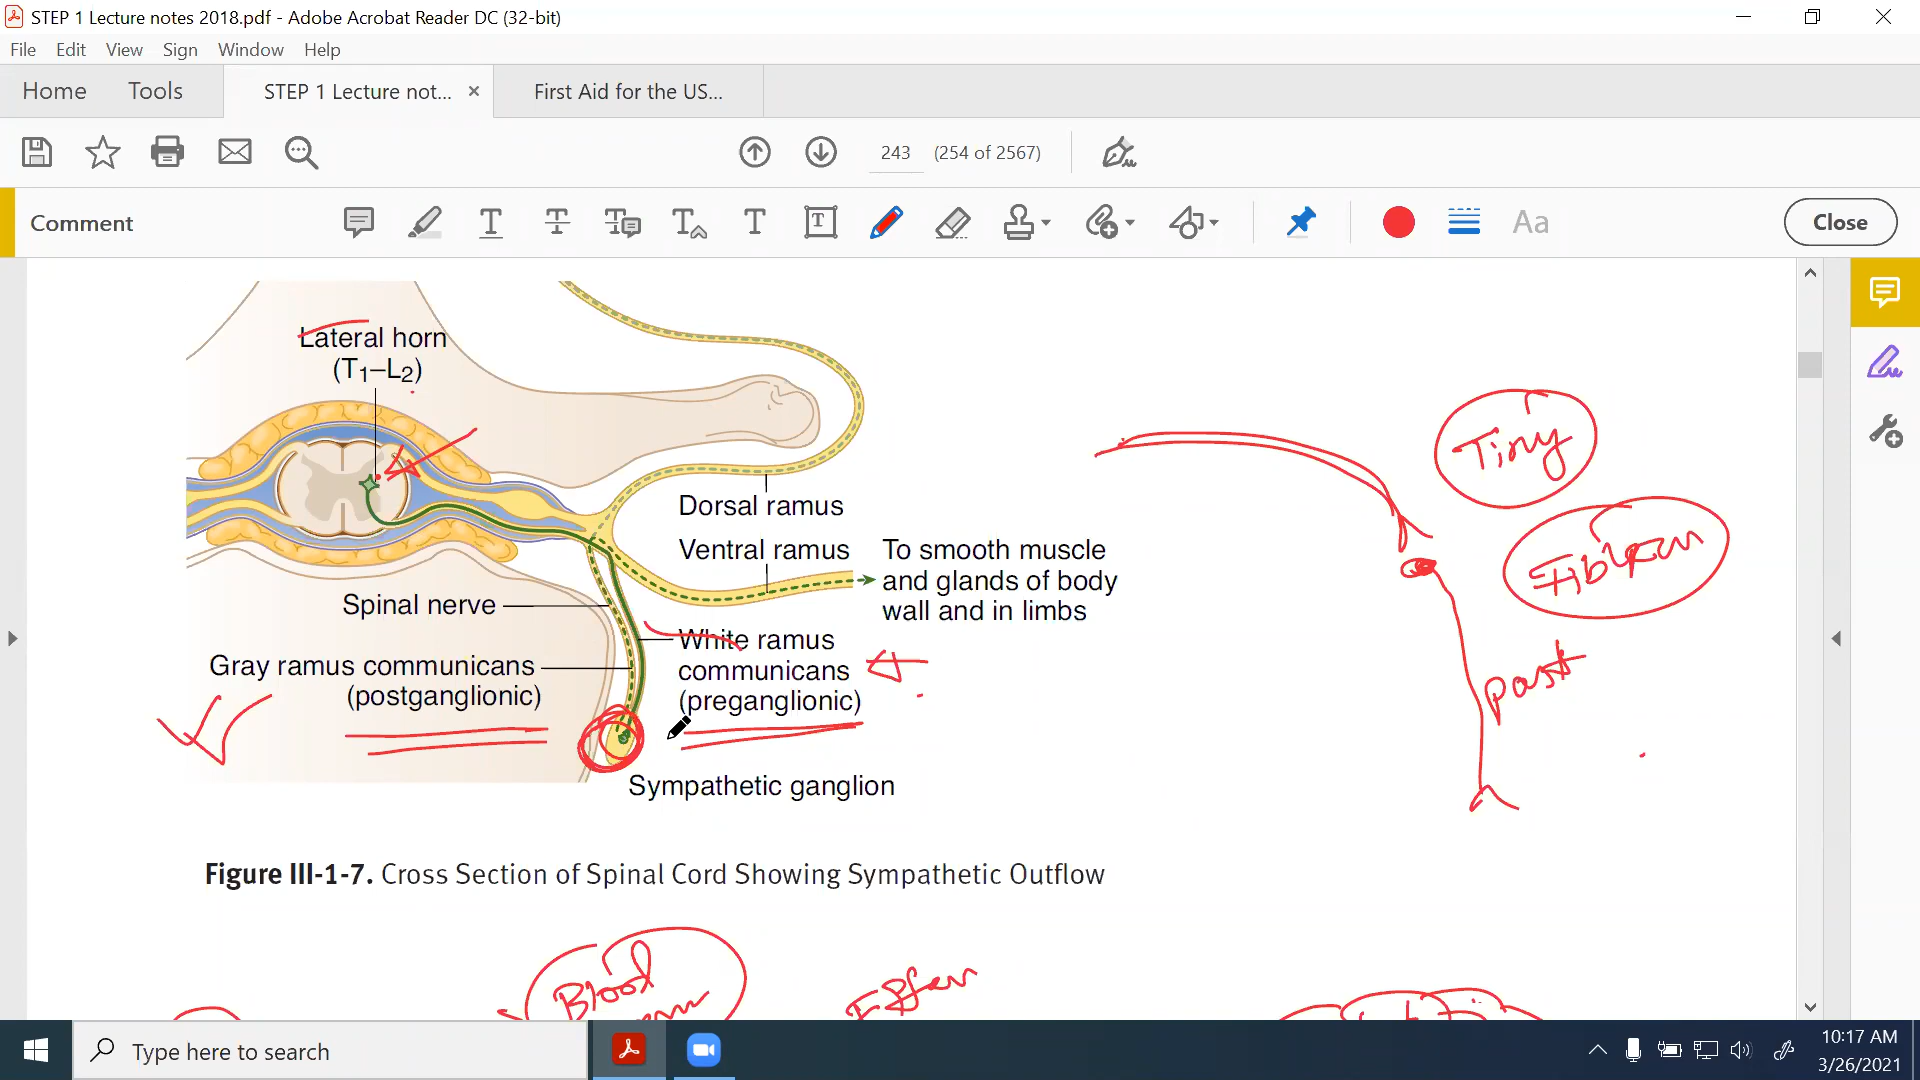 STEP 1 Lecture notes 2018.pdf - Adobe Acrobat Reader DC (32-bit)
File Edit View Sign Window Help
Home Tools STEP 1 Lecture not... × First Aid for the US...
243 (254 of 2567)
Comment T T T T T T Aa Close
Lateral horn
(T1–L2)
Tiny
Dorsal ramus
Ventral ramus
To smooth muscle
and glands of body
wall and in limbs
Spinal nerve
White ramus
communicans
(preganglionic)
Gray ramus communicans
(postganglionic)
post
Sympathetic ganglion
Figure III-1-7. Cross Section of Spinal Cord Showing Sympathetic Outflow
Blood
Type here to search
10:17 AM
3/26/2021